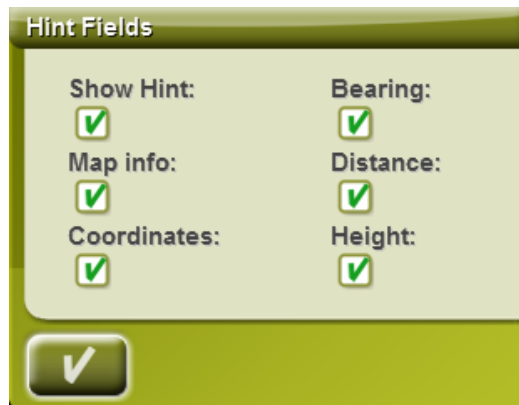 Hint Fields
Show Hint: Bearing:
Map info: Distance:
Coordinates: Height: